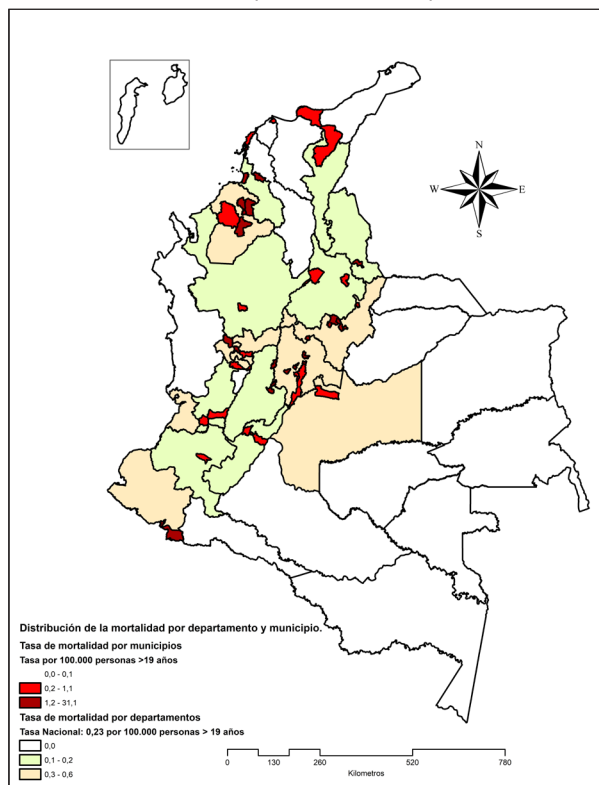 N
W
E
S
Distribución de la mortalidad por departamento y municipio.
Tasa de mortalidad por municipios
Tasa por 100.000 personas >19 años
0,0 - 0,1
0,2 - 1,1
1,2 - 31,1
Tasa de mortalidad por departamentos
Tasa Nacional: 0,23 por 100.000 personas > 19 años
0,0
0,1 - 0,2
0,3 - 0,6
0 130 260 520 780
Kilometros